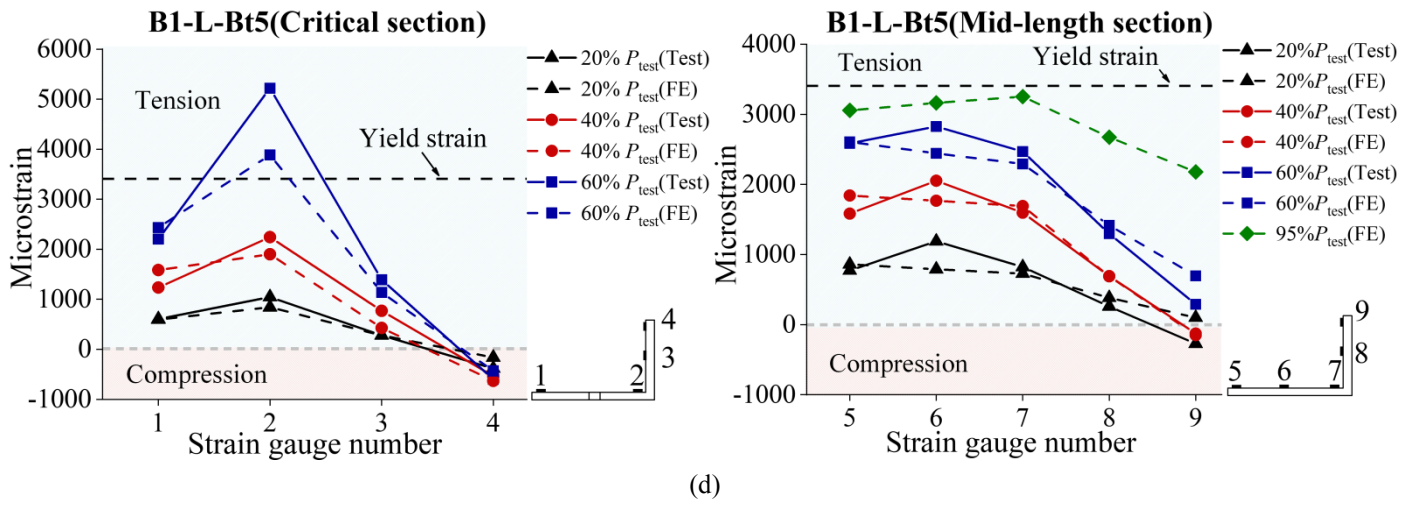 B1-L-Bt5(Critical section)
6000
5000
4000
3000
2000
1000
0
-1000
Microstrain
Tension
Yield strain
Compression
1 2 3 4
Strain gauge number
20% Ptest(Test)
20% Ptest(FE)
40% Ptest(Test)
40% Ptest(FE)
60% Ptest(Test)
60% Ptest(FE)
4
3
1 2
B1-L-Bt5(Mid-length section)
4000
3000
2000
1000
0
-1000
Microstrain
Tension
Yield strain
Compression
5 6 7 8 9
Strain gauge number
20% Ptest(Test)
20% Ptest(FE)
40%Ptest(Test)
40%Ptest(FE)
60%Ptest(Test)
60%Ptest(FE)
95%Ptest(FE)
9
8
5 6 7
(d)